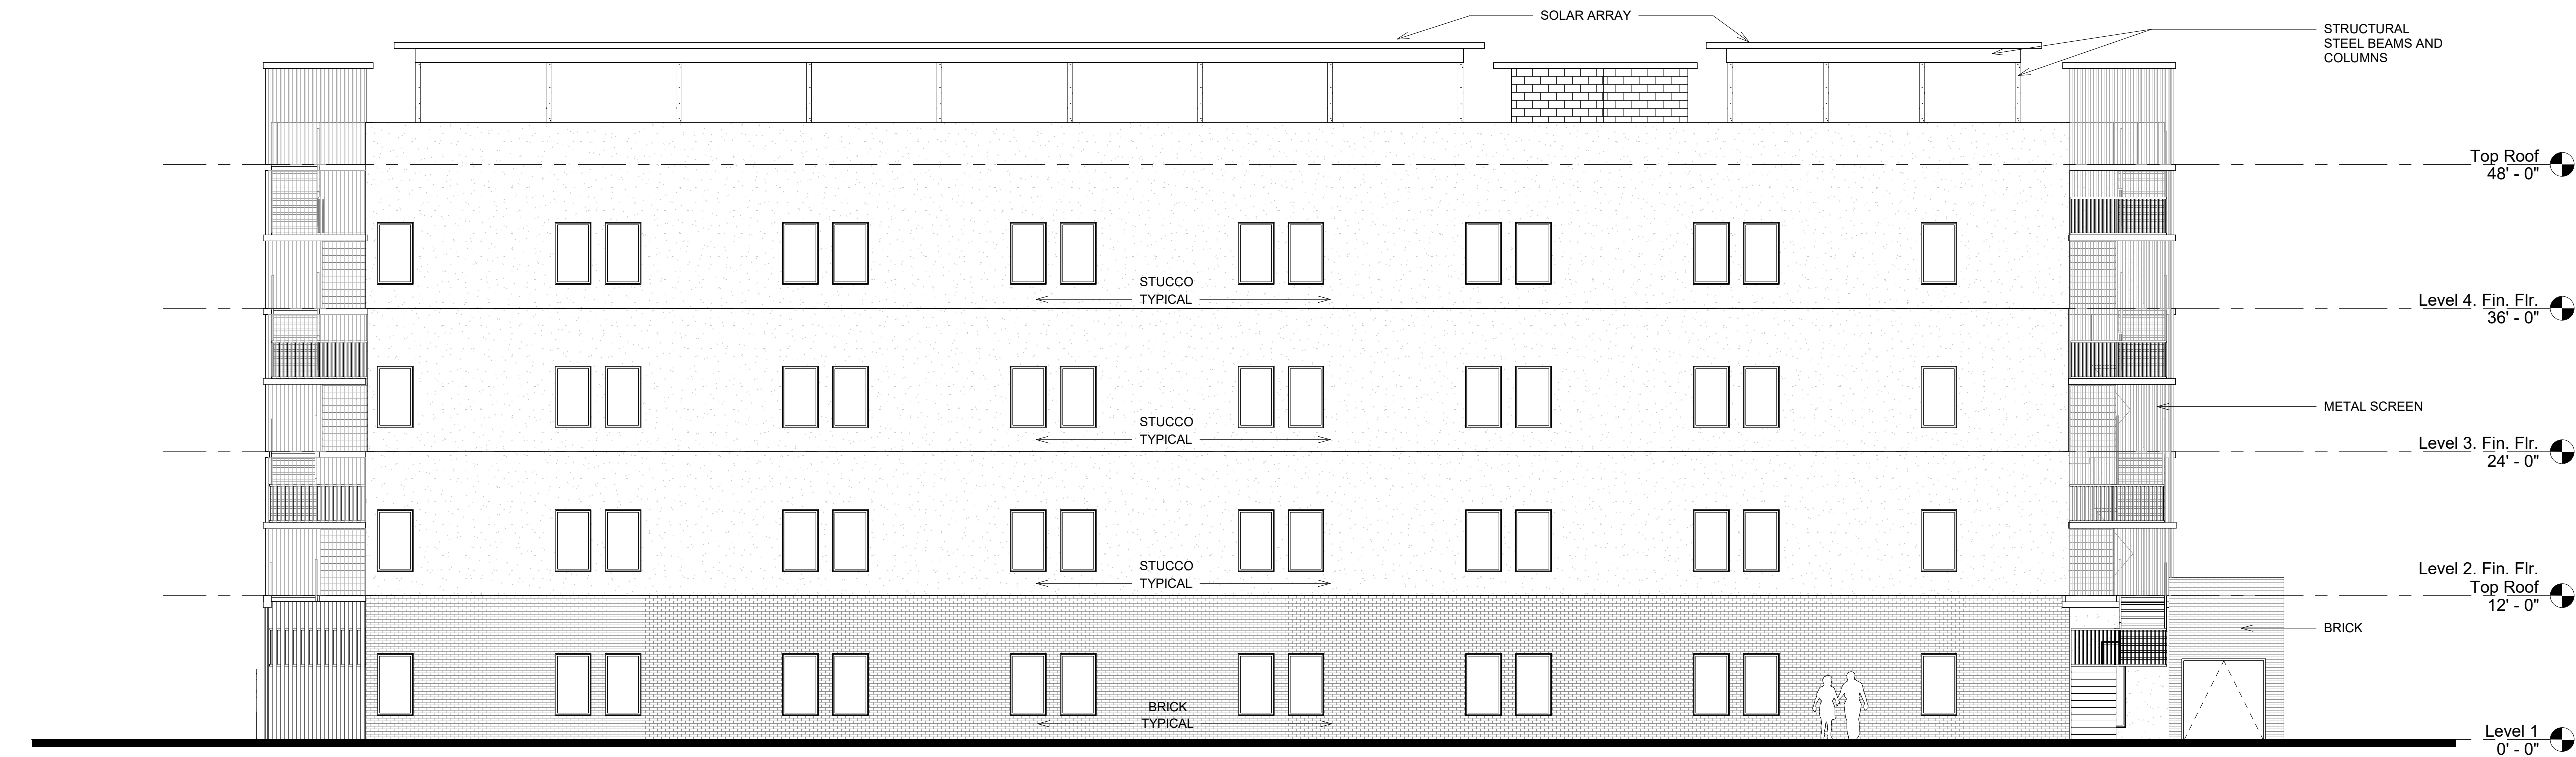 SOLAR ARRAY
STRUCTURAL
STEEL BEAMS AND
COLUMNS
Top Roof
48' - 0"
STUCCO
TYPICAL
Level 4. Fin. Flr.
36' - 0"
METAL SCREEN
STUCCO
TYPICAL
Level 3. Fin. Flr.
24' - 0"
STUCCO
TYPICAL
Level 2. Fin. Flr.
Top Roof
12' - 0"
BRICK
BRICK
TYPICAL
Level 1
0' - 0"